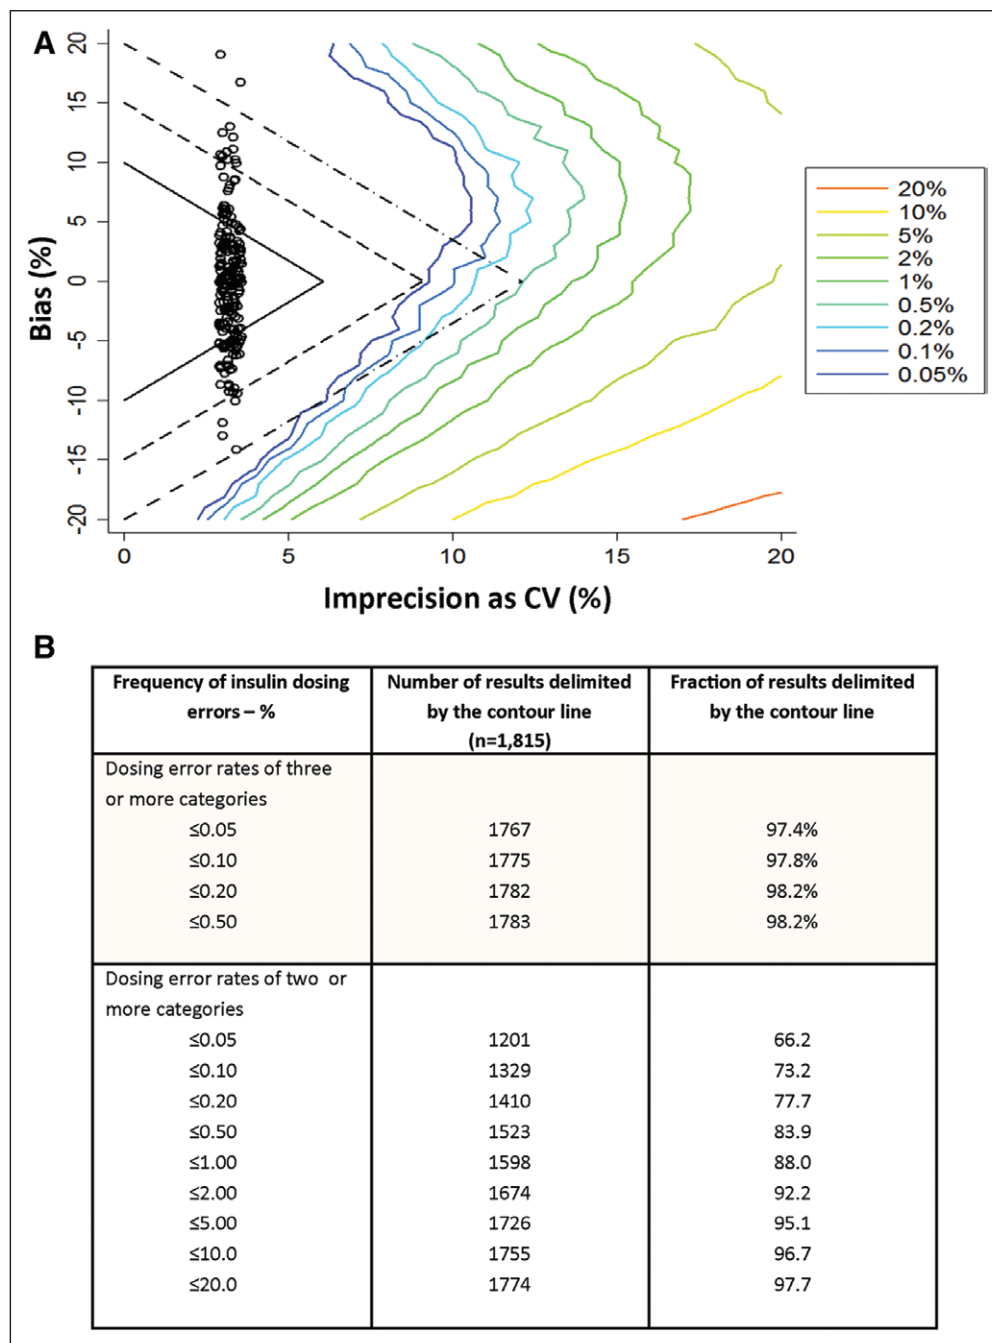 A
20
15
10
5
0
-5
-10
-15
-20
Bias (%)
0 5 10 15 20
Imprecision as CV (%)
20%
10%
5%
2%
1%
0.5%
0.2%
0.1%
0.05%
B
Frequency of insulin dosing
errors – %
Number of results delimited
by the contour line
(n=1,815)
Fraction of results delimited
by the contour line
Dosing error rates of three
or more categories
≤0.05 1767 97.4%
≤0.10 1775 97.8%
≤0.20 1782 98.2%
≤0.50 1783 98.2%
Dosing error rates of two or
more categories
≤0.05 1201 66.2
≤0.10 1329 73.2
≤0.20 1410 77.7
≤0.50 1523 83.9
≤1.00 1598 88.0
≤2.00 1674 92.2
≤5.00 1726 95.1
≤10.0 1755 96.7
≤20.0 1774 97.7